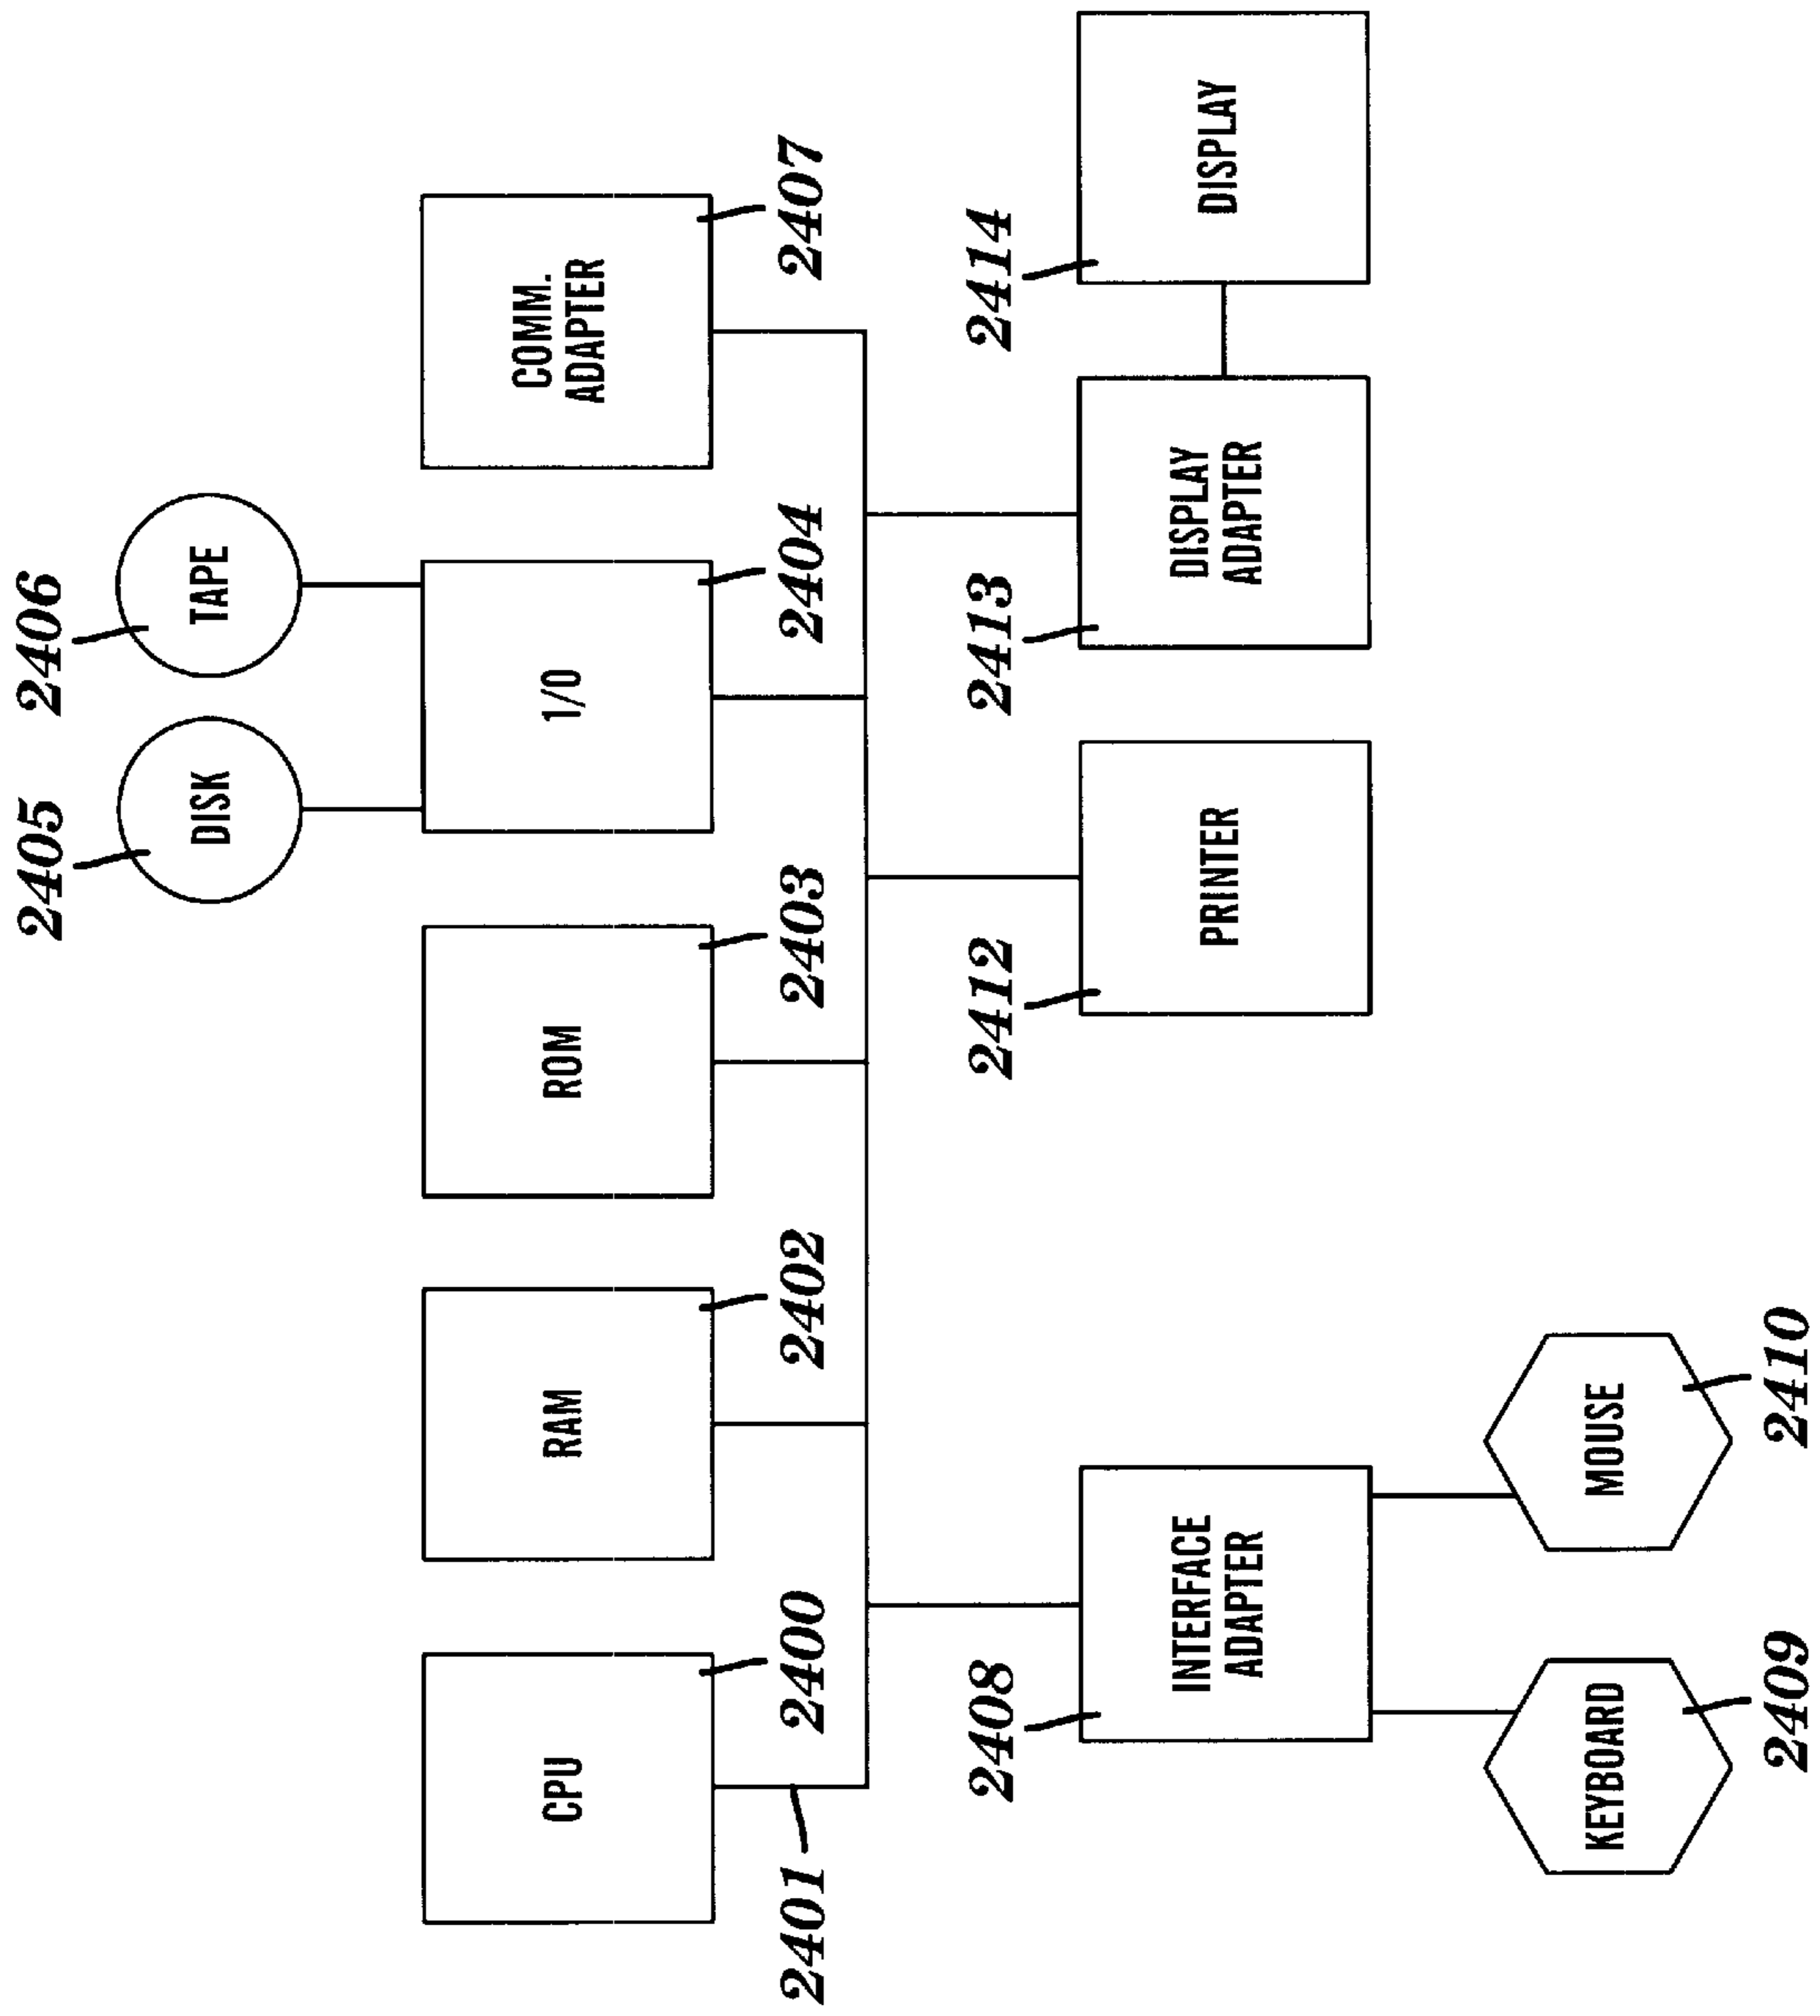 2405
2406
DISK
TAPE
CPU
RAM
ROM
1/0
COMM.
ADAPTER
2401
2400
2402
2403
2404
2407
2408
2412
2413
2414
INTERFACE
ADAPTER
PRINTER
DISPLAY
ADAPTER
DISPLAY
KEYBOARD
MOUSE
2409
2410